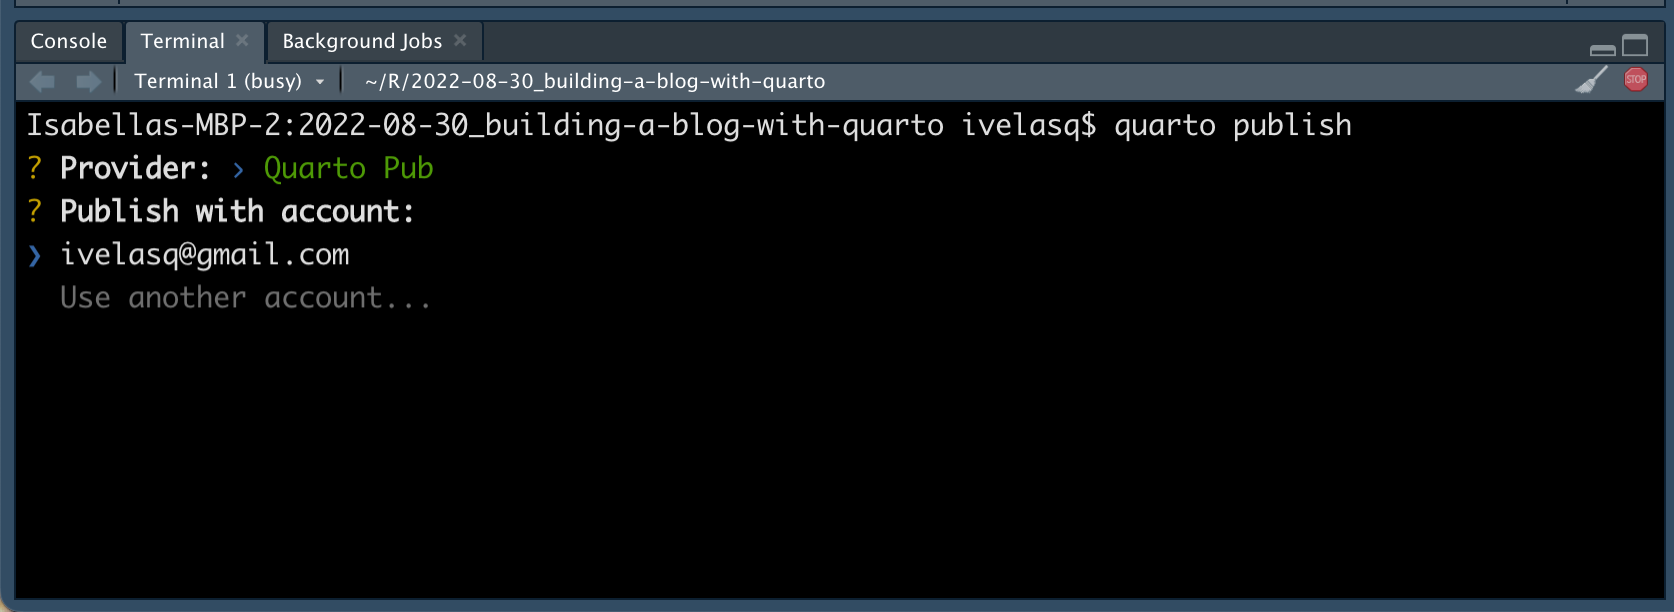 Console Terminal Background Jobs
Terminal 1 (busy) ~/R/2022-08-30_building-a-blog-with-quarto STOP
Isabellas-MBP-2:2022-08-30_building-a-blog-with-quarto ivelasq$ quarto publish
? Provider: › Quarto Pub
? Publish with account:
❯ ivelasq@gmail.com
Use another account...